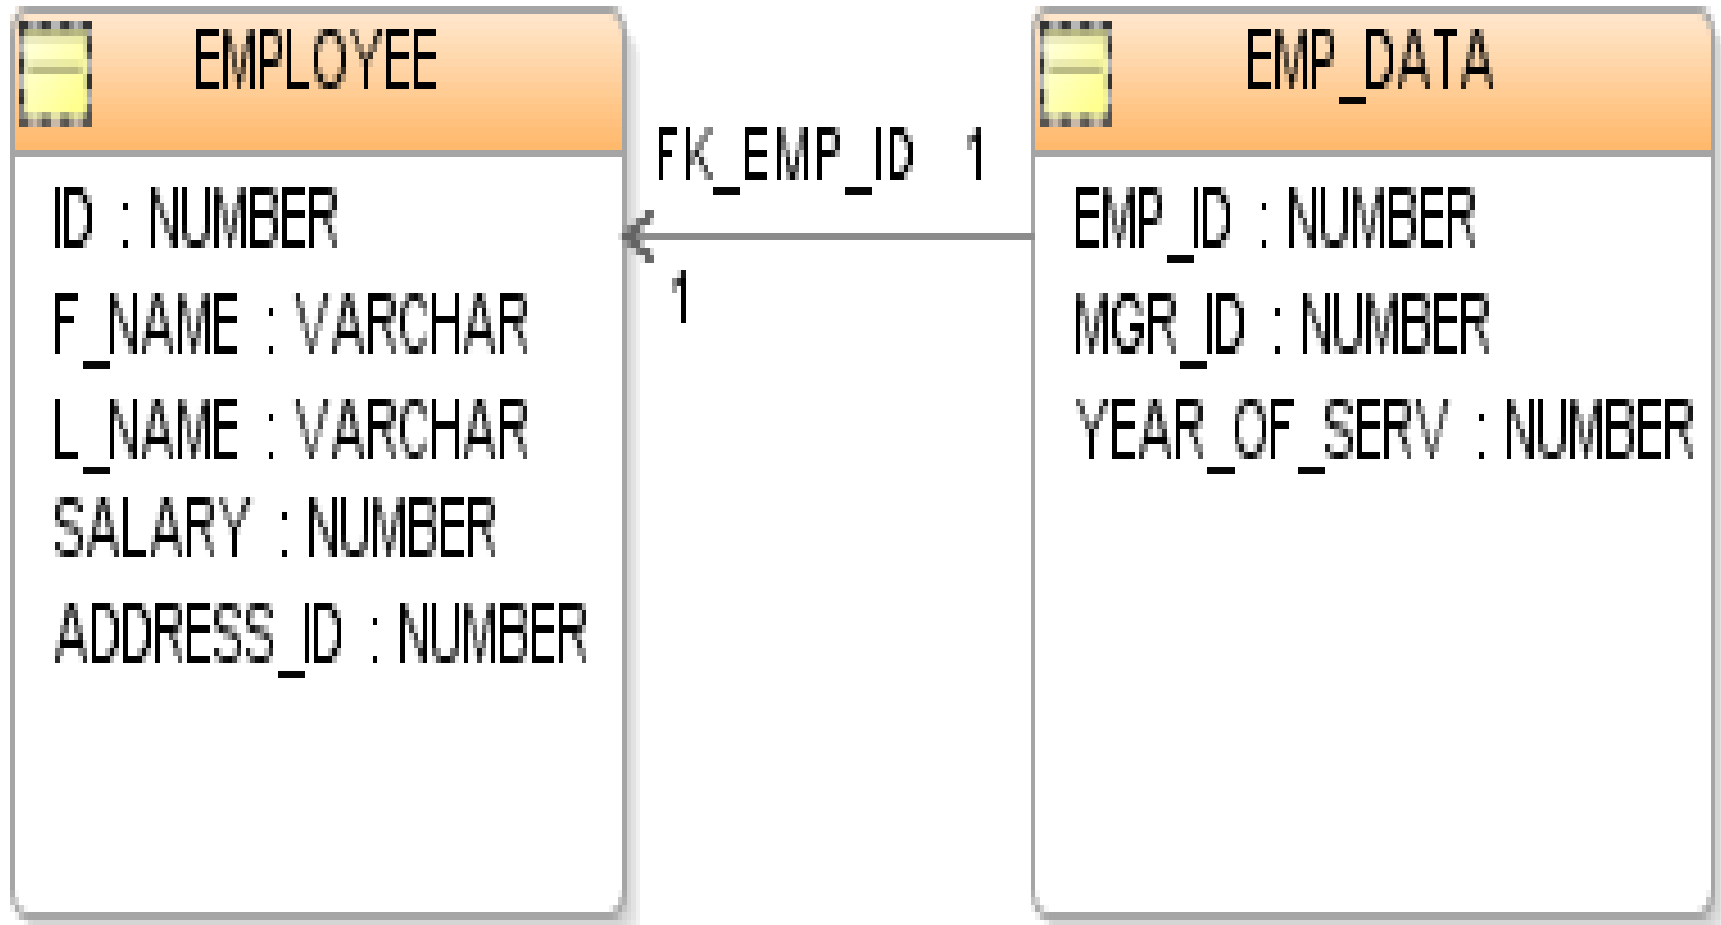 EMPLOYEE
ID : NUMBER
F_NAME : VARCHAR
L_NAME : VARCHAR
SALARY : NUMBER
ADDRESS_ID : NUMBER
FK_EMP_ID 1
1
EMP_DATA
EMP_ID : NUMBER
MGR_ID : NUMBER
YEAR_OF_SERV : NUMBER